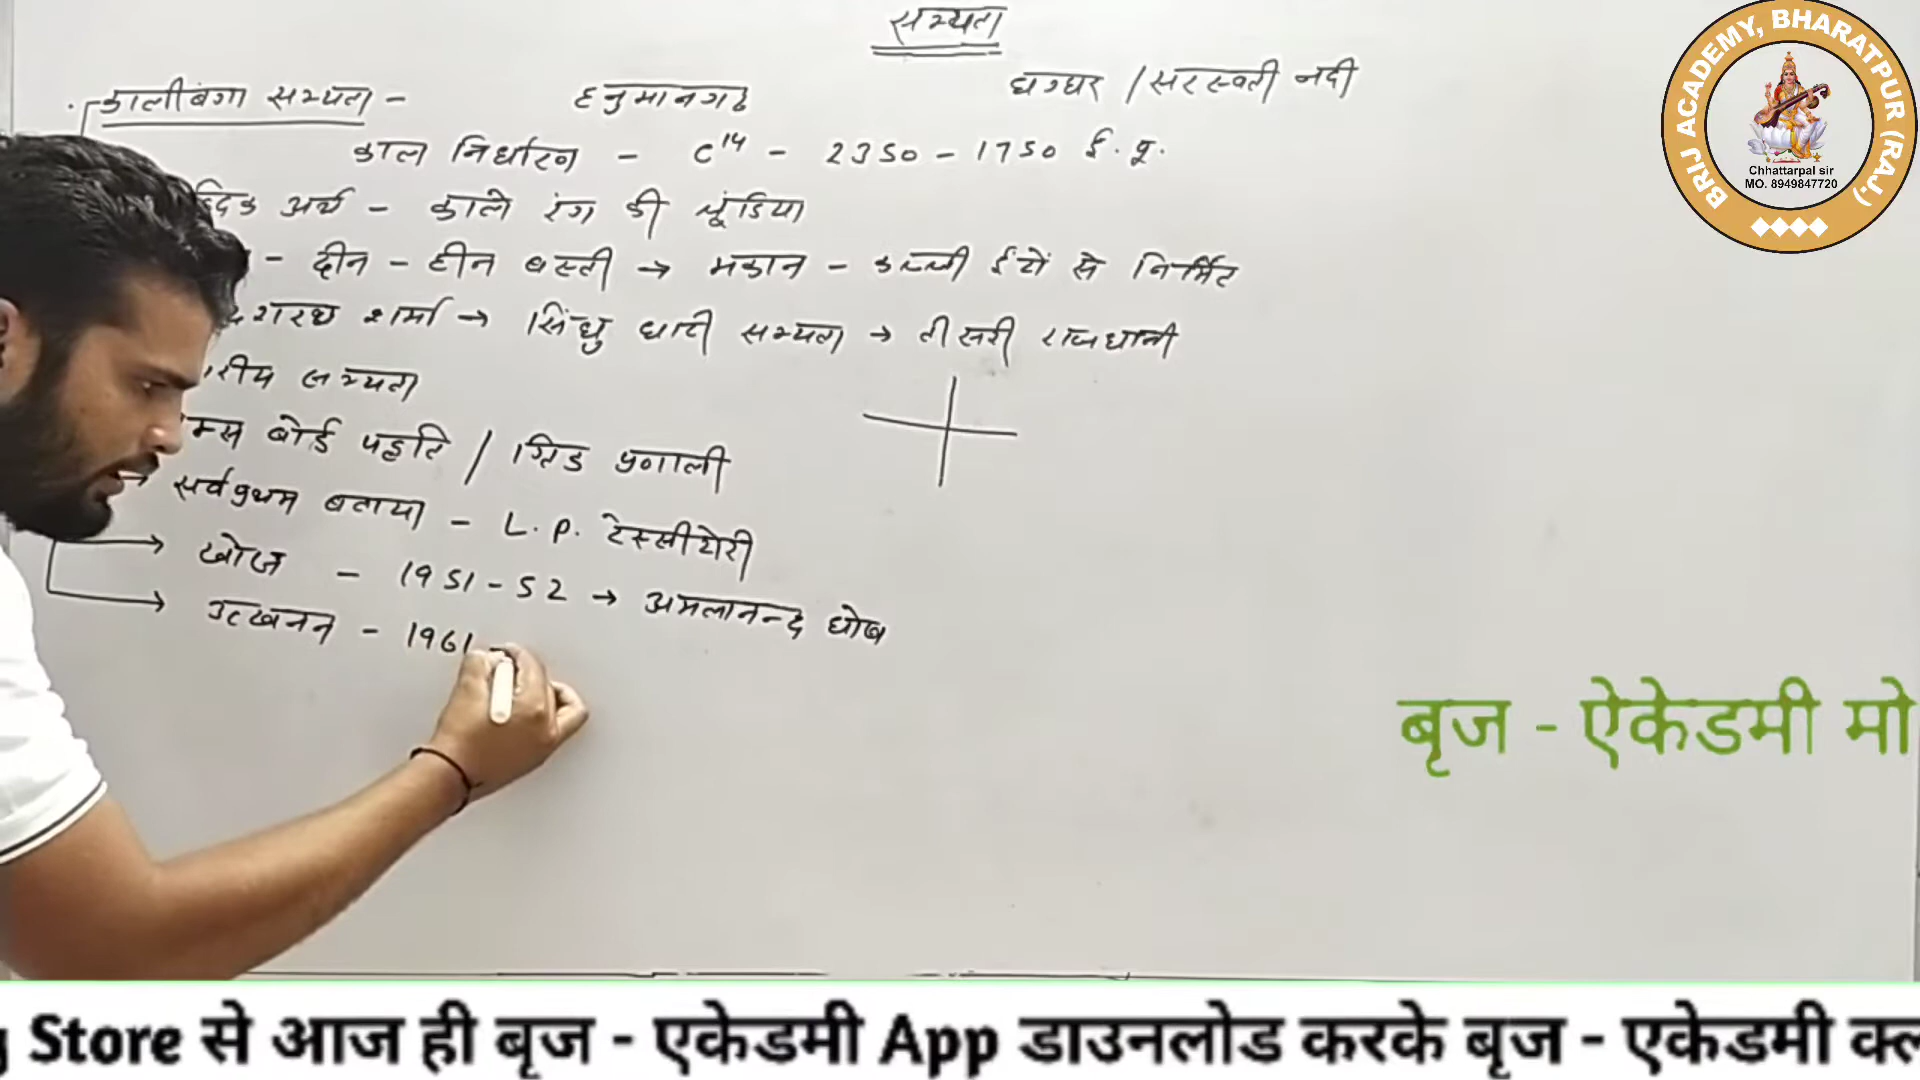 सभ्यता
कालीबंगा सभ्यता - हनुमानगढ घग्घर / सरस्वती नदी
काल निर्धारण - C14 - 2350 - 1750 ई. पू.
अर्थ - काले रंग की चूडिया
- दीन - हीन बस्ती → मकान - कच्ची ईंटों से निर्मित
शर्मा → सिंधु घाटी सभ्यता → तीसरी राजधानी
सभ्यता
बोर्ड पद्दति / ग्रिड प्रणाली
सर्वप्रथम बताया - L. P. टेस्सीटोरी
खोज - 1951 - 52 → अमलानन्द घोष
उत्खनन - 1961 -
BRIJ ACADEMY, BHARATPUR (RAJ.)
Chhattarpal sir
MO. 8949847720
बृज - ऐकेडमी मो
Store से आज ही बृज - एकेडमी App डाउनलोड करके बृज - एकेडमी